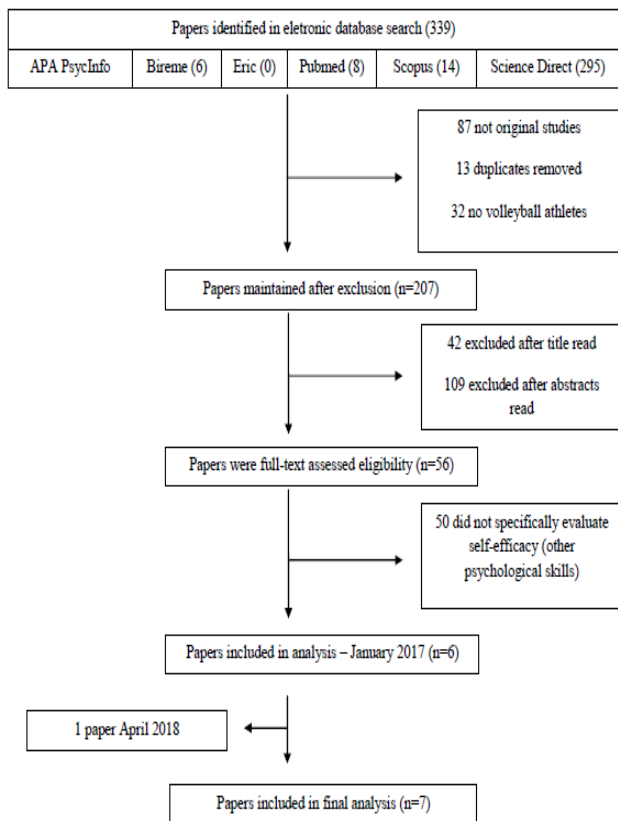 Papers identified in eletronic database search (339)
APA PsycInfo
Bireme (6)
Eric (0)
Pubmed (8)
Scopus (14)
Science Direct (295)
87 not original studies
13 duplicates removed
32 no volleyball athletes
Papers maintained after exclusion (n=207)
42 excluded after title read
109 excluded after abstracts
read
Papers were full-text assessed eligibility (n=56)
50 did not specifically evaluate
self-efficacy (other
psychological skills)
Papers included in analysis – January 2017 (n=6)
1 paper April 2018
Papers included in final analysis (n=7)